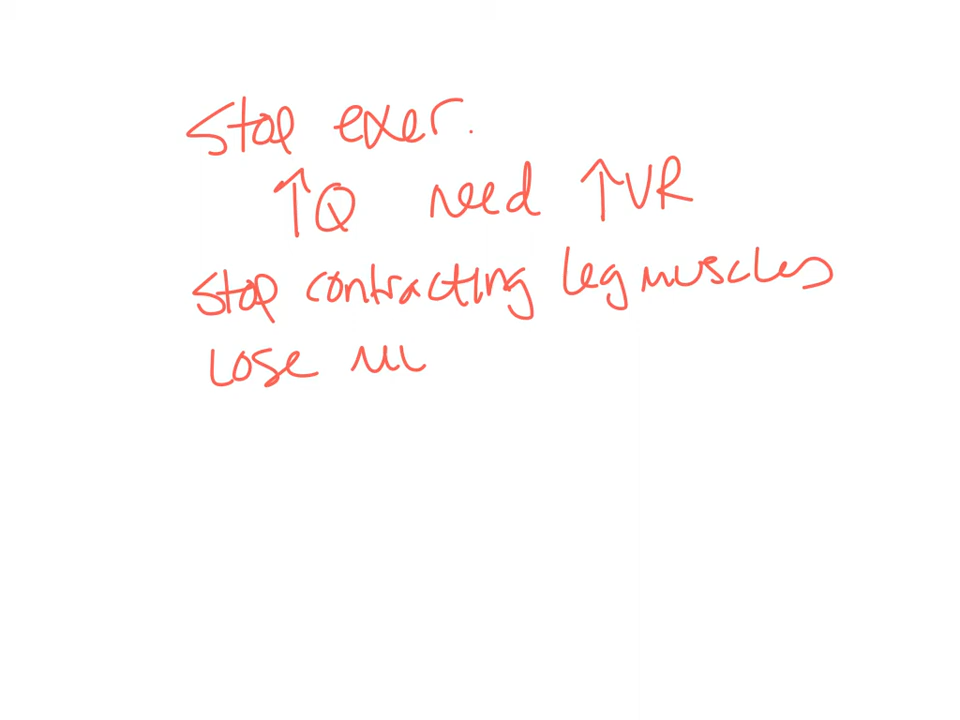 Stop exer.
↑Q need ↑VR
stop contracting leg muscles
Lose